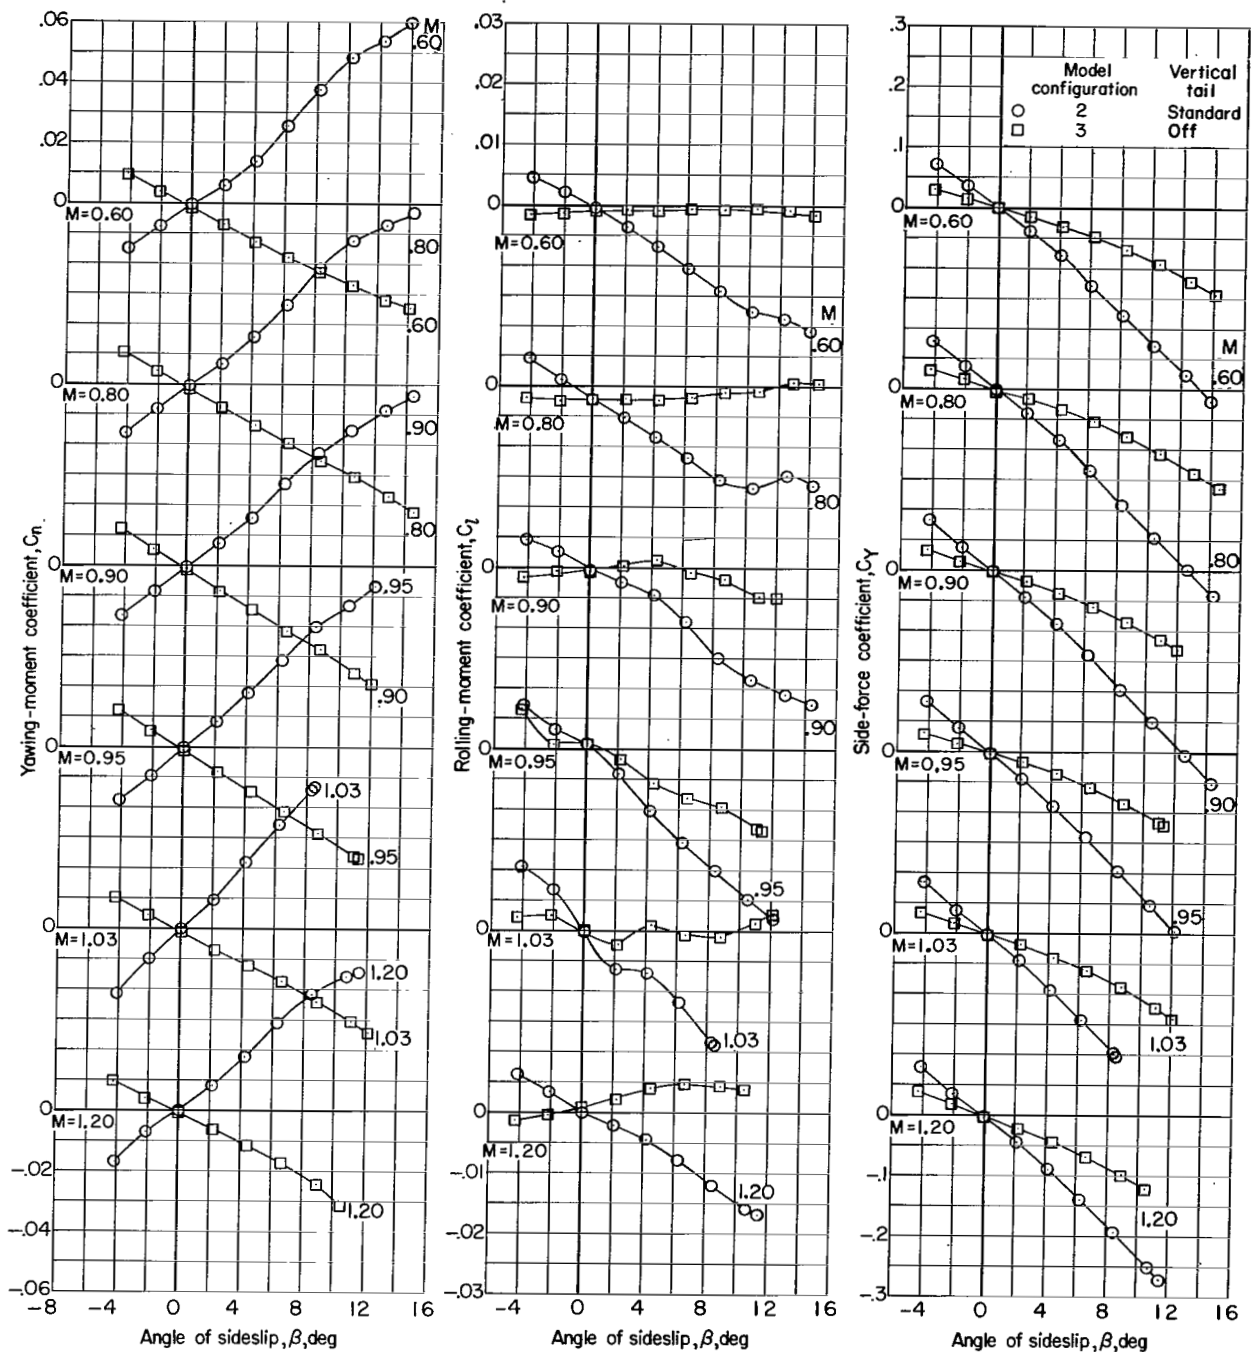 Yawing-moment coefficient, Cn
.06
.04
.02
0
M=0.60
0
M=0.80
0
M=0.90
0
M=0.95
0
M=1.03
0
M=1.20
-.02
-.04
-.06
M
.60
.80
.60
.90
.80
.95
.90
1.03
.95
1.20
1.03
1.20
-8
-4
0
4
8
12
16
Angle of sideslip, β, deg
Rolling-moment coefficient, Cl
.03
.02
.01
0
M=0.60
0
M=0.80
0
M=0.90
0
M=0.95
0
M=1.03
0
M=1.20
-.01
-.02
-.03
M
.60
.80
.90
.95
1.03
1.20
-4
0
4
8
12
16
Angle of sideslip, β, deg
Side-force coefficient, CY
.3
.2
.1
0
M=0.60
0
M=0.80
0
M=0.90
0
M=0.95
0
M=1.03
0
M=1.20
-.1
-.2
-.3
Model configuration
Vertical tail
2 Standard
3 Off
M
.60
.80
.90
.95
1.03
1.20
-4
0
4
8
12
16
Angle of sideslip, β, deg